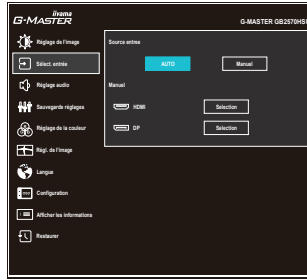 iiyama
G-MASTER
G-MASTER GB2570HSU
Réglage de l'image
Source entree
Sélect. entrée
AUTO
Manuel
Réglage audio
Manuel
Sauvegarde réglages
HDMI
Selection
Réglage de la couleur
DP
Selection
Régl. de l'image
Langue
Configuration
Afficher les informations
Restaurer